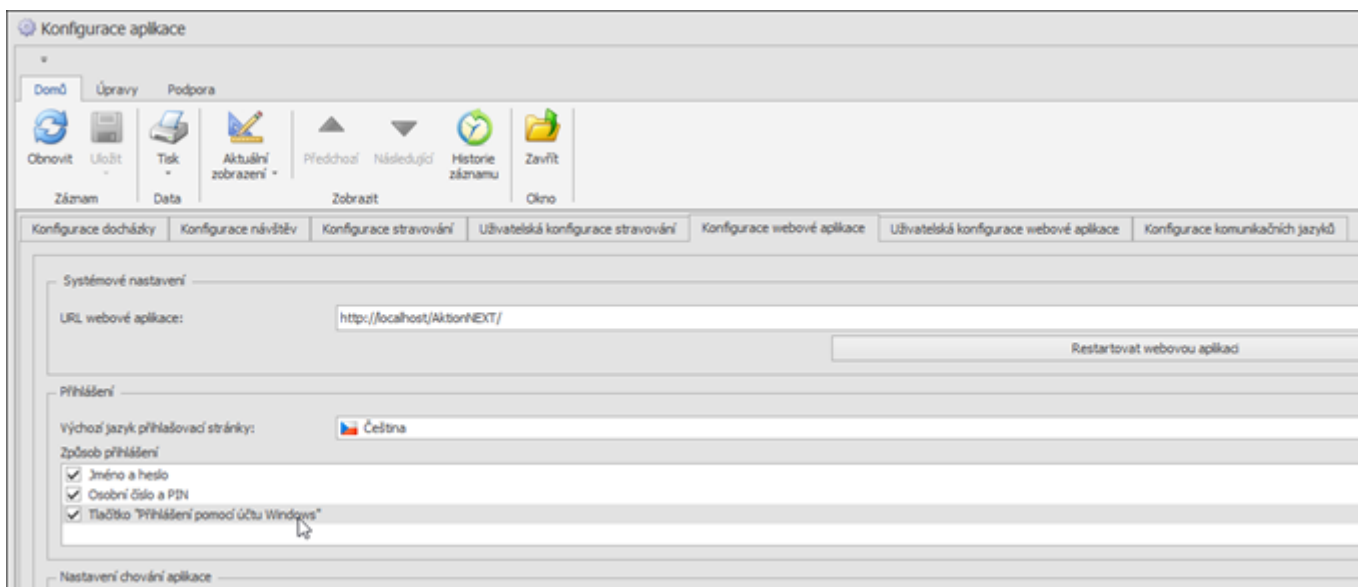 Konfigurace aplikace
Domů Úpravy Podpora
Obnovit Uložit Tisk Aktuální zobrazení Předchozí Následující Historie záznamu Zavřít
Záznam Data Zobrazit Okno
Konfigurace docházky Konfigurace návštěv Konfigurace stravování Uživatelská konfigurace stravování Konfigurace webové aplikace Uživatelská konfigurace webové aplikace Konfigurace komunikačních jazyků
Systémové nastavení
URL webové aplikace: http://localhost/AktionNEXT/
Restartovat webovou aplikaci
Přihlášení
Výchozí jazyk přihlašovací stránky: Čeština
Způsob přihlášení
Jméno a heslo
Osobní číslo a PIN
Tlačítko "Přihlášení pomocí účtu Windows"
Nastavení chování aplikace